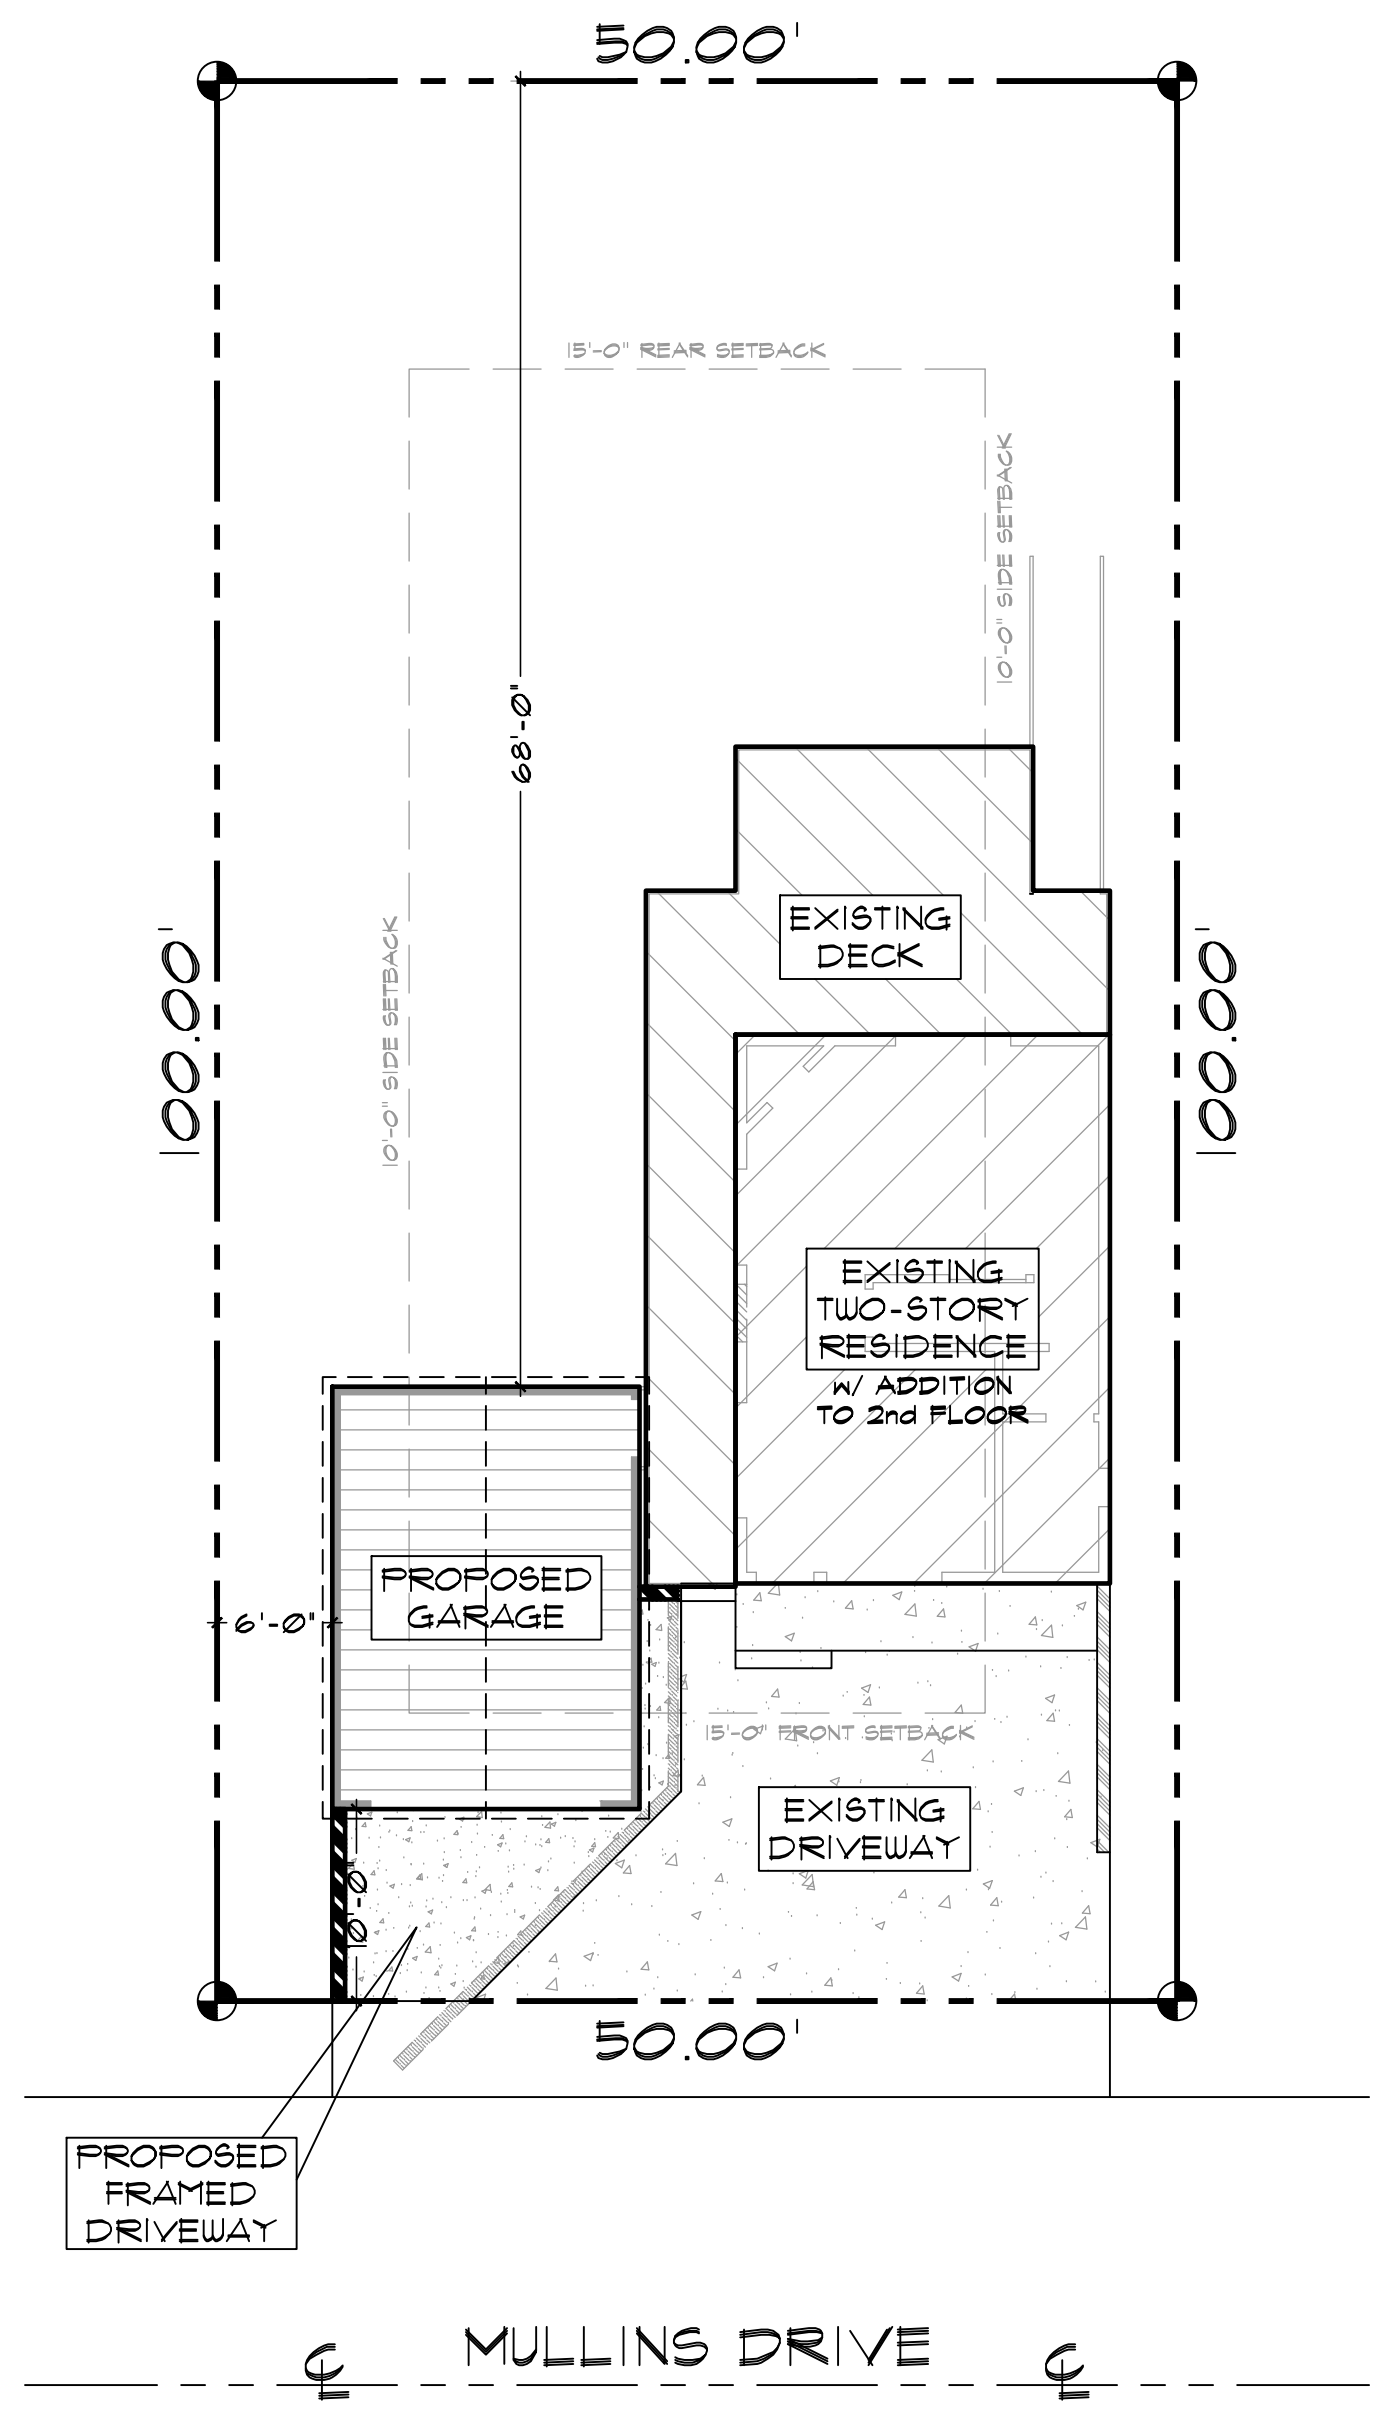 50.00'
15'-0" REAR SETBACK
10'-0" SIDE SETBACK
68'-0"
EXISTING
DECK
10'-0" SIDE SETBACK
100.00'
100.00'
EXISTING
TWO-STORY
RESIDENCE
w/ ADDITION
TO 2nd FLOOR
PROPOSED
GARAGE
6'-0"
15'-0" FRONT SETBACK
EXISTING
DRIVEWAY
10'-0"
50.00'
PROPOSED
FRAMED
DRIVEWAY
MULLINS DRIVE
℄ ℄